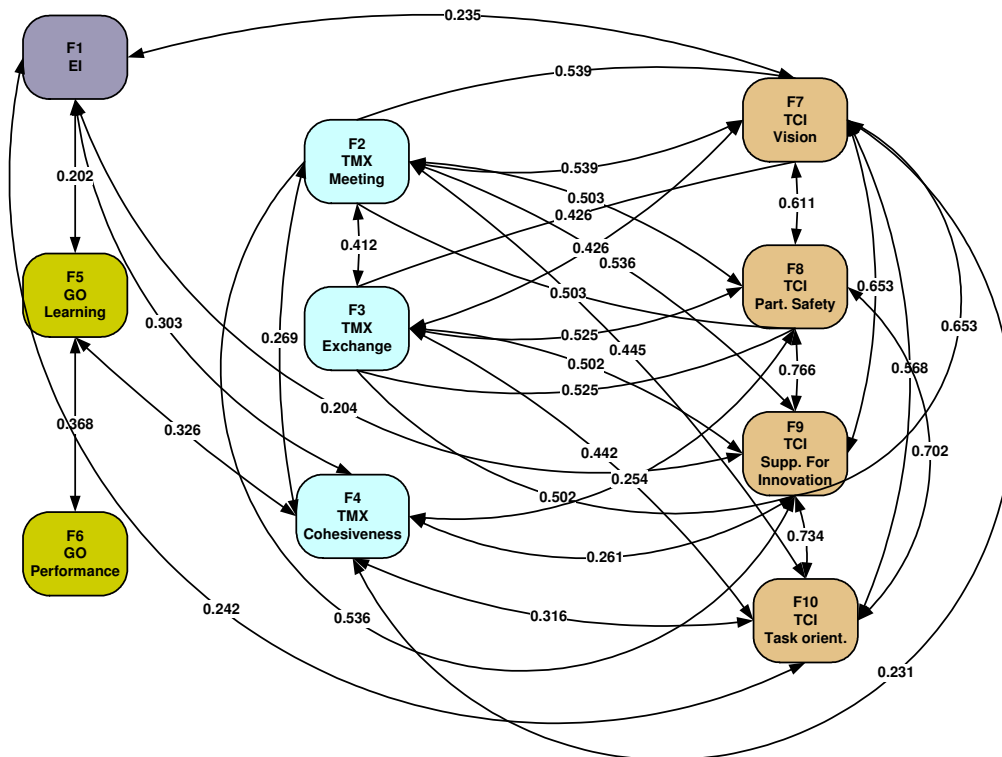 0.235
F1
EI
0.539
F7
TCI
Vision
F2
TMX
Meeting
0.539
0.202
0.503
0.611
0.426
0.412
0.426
0.536
F5
GO
Learning
F8
TCI
Part. Safety
0.653
0.503
F3
TMX
Exchange
0.303
0.269
0.525
0.653
0.445
0.502
0.766
0.568
0.525
0.204
0.368
0.326
F9
TCI
Supp. For
Innovation
0.442
0.702
0.254
0.502
F4
TMX
Cohesiveness
F6
GO
Performance
0.261
0.734
F10
TCI
Task orient.
0.242
0.536
0.316
0.231